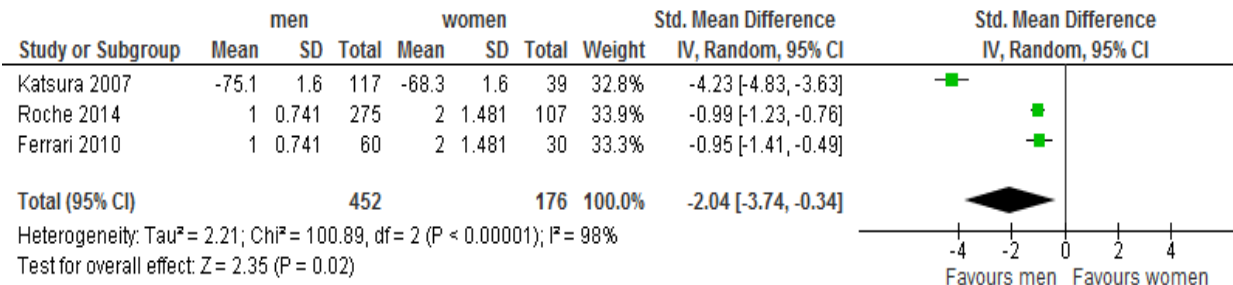 men women Std. Mean Difference Std. Mean Difference
Study or Subgroup Mean SD Total Mean SD Total Weight IV, Random, 95% CI IV, Random, 95% CI
Katsura 2007 -75.1 1.6 117 -68.3 1.6 39 32.8% -4.23 [-4.83, -3.63]
Roche 2014 1 0.741 275 2 1.481 107 33.9% -0.99 [-1.23, -0.76]
Ferrari 2010 1 0.741 60 2 1.481 30 33.3% -0.95 [-1.41, -0.49]
Total (95% CI) 452 176 100.0% -2.04 [-3.74, -0.34]
Heterogeneity: Tau² = 2.21; Chi² = 100.89, df = 2 (P < 0.00001); I² = 98%
Test for overall effect: Z = 2.35 (P = 0.02)
-4 -2 0 2 4
Favours men Favours women